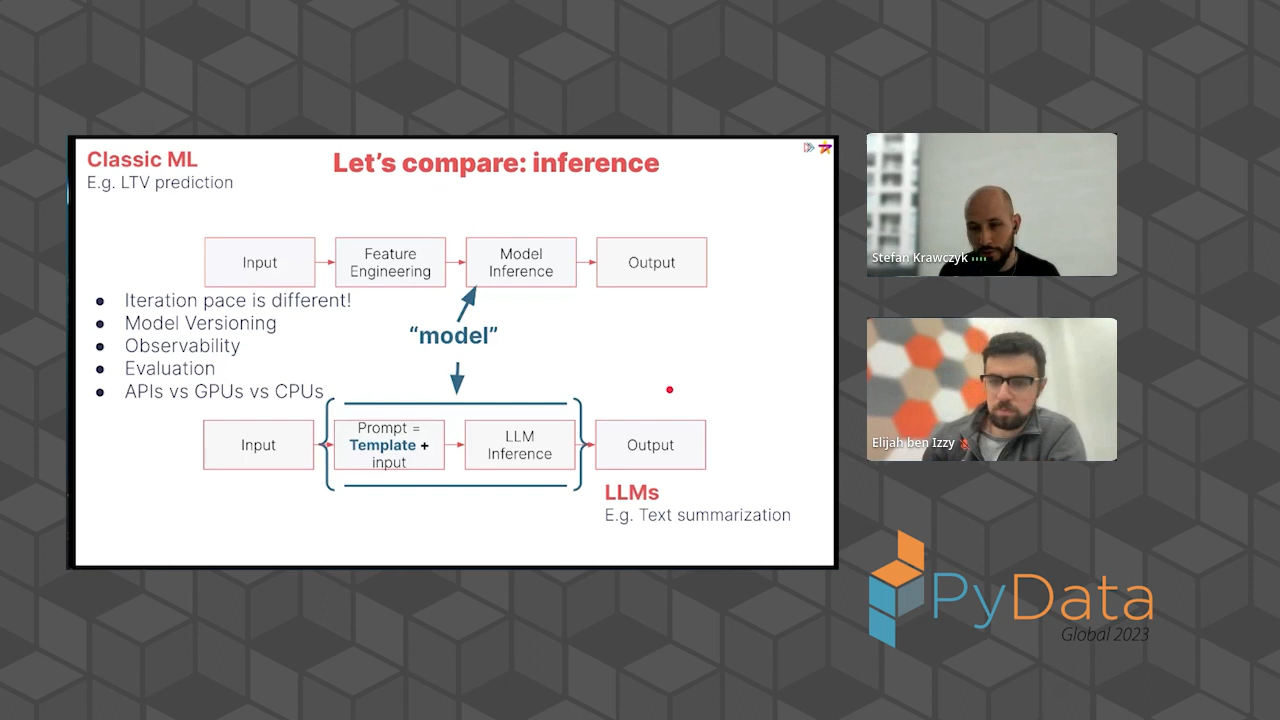 Classic ML
E.g. LTV prediction
Let's compare: inference
Input
Feature
Engineering
Model
Inference
Output
● Iteration pace is different!
● Model Versioning
● Observability
● Evaluation
● APIs vs GPUs vs CPUs
“model”
Input
Prompt =
Template +
input
LLM
Inference
Output
LLMs
E.g. Text summarization
Stefan Krawczyk
Elijah ben Izzy
PyData
Global 2023